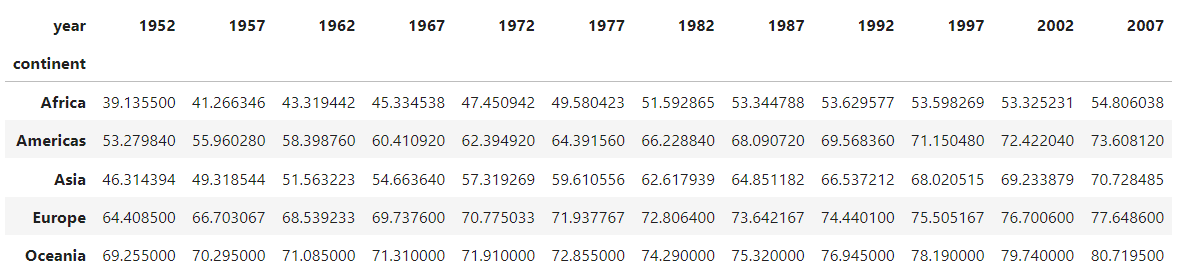 year 1952 1957 1962 1967 1972 1977 1982 1987 1992 1997 2002 2007
continent
Africa 39.135500 41.266346 43.319442 45.334538 47.450942 49.580423 51.592865 53.344788 53.629577 53.598269 53.325231 54.806038
Americas 53.279840 55.960280 58.398760 60.410920 62.394920 64.391560 66.228840 68.090720 69.568360 71.150480 72.422040 73.608120
Asia 46.314394 49.318544 51.563223 54.663640 57.319269 59.610556 62.617939 64.851182 66.537212 68.020515 69.233879 70.728485
Europe 64.408500 66.703067 68.539233 69.737600 70.775033 71.937767 72.806400 73.642167 74.440100 75.505167 76.700600 77.648600
Oceania 69.255000 70.295000 71.085000 71.310000 71.910000 72.855000 74.290000 75.320000 76.945000 78.190000 79.740000 80.719500